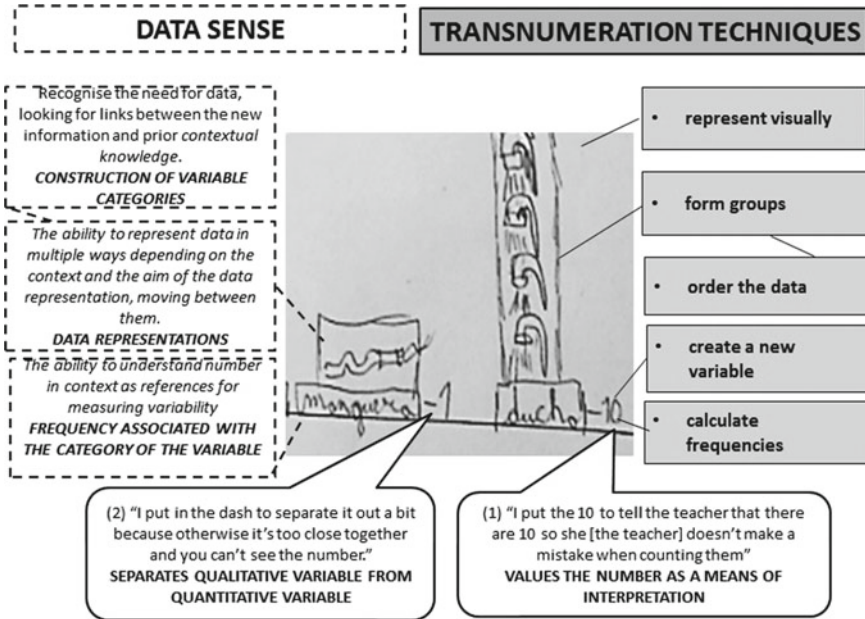 DATA SENSE
TRANSNUMERATION TECHNIQUES
Recognise the need for data,
looking for links between the new
information and prior contextual
knowledge.
CONSTRUCTION OF VARIABLE
CATEGORIES
The ability to represent data in
multiple ways depending on the
context and the aim of the data
representation, moving between
them.
DATA REPRESENTATIONS
The ability to understand number
in context as references for
measuring variability
FREQUENCY ASSOCIATED WITH
THE CATEGORY OF THE VARIABLE
manguera -1
ducha -10
• represent visually
• form groups
• order the data
• create a new
variable
• calculate
frequencies
(2) "I put in the dash to separate it out a bit
because otherwise it's too close together
and you can't see the number."
SEPARATES QUALITATIVE VARIABLE FROM
QUANTITATIVE VARIABLE
(1) "I put the 10 to tell the teacher that there
are 10 so she [the teacher] doesn't make a
mistake when counting them"
VALUES THE NUMBER AS A MEANS OF
INTERPRETATION